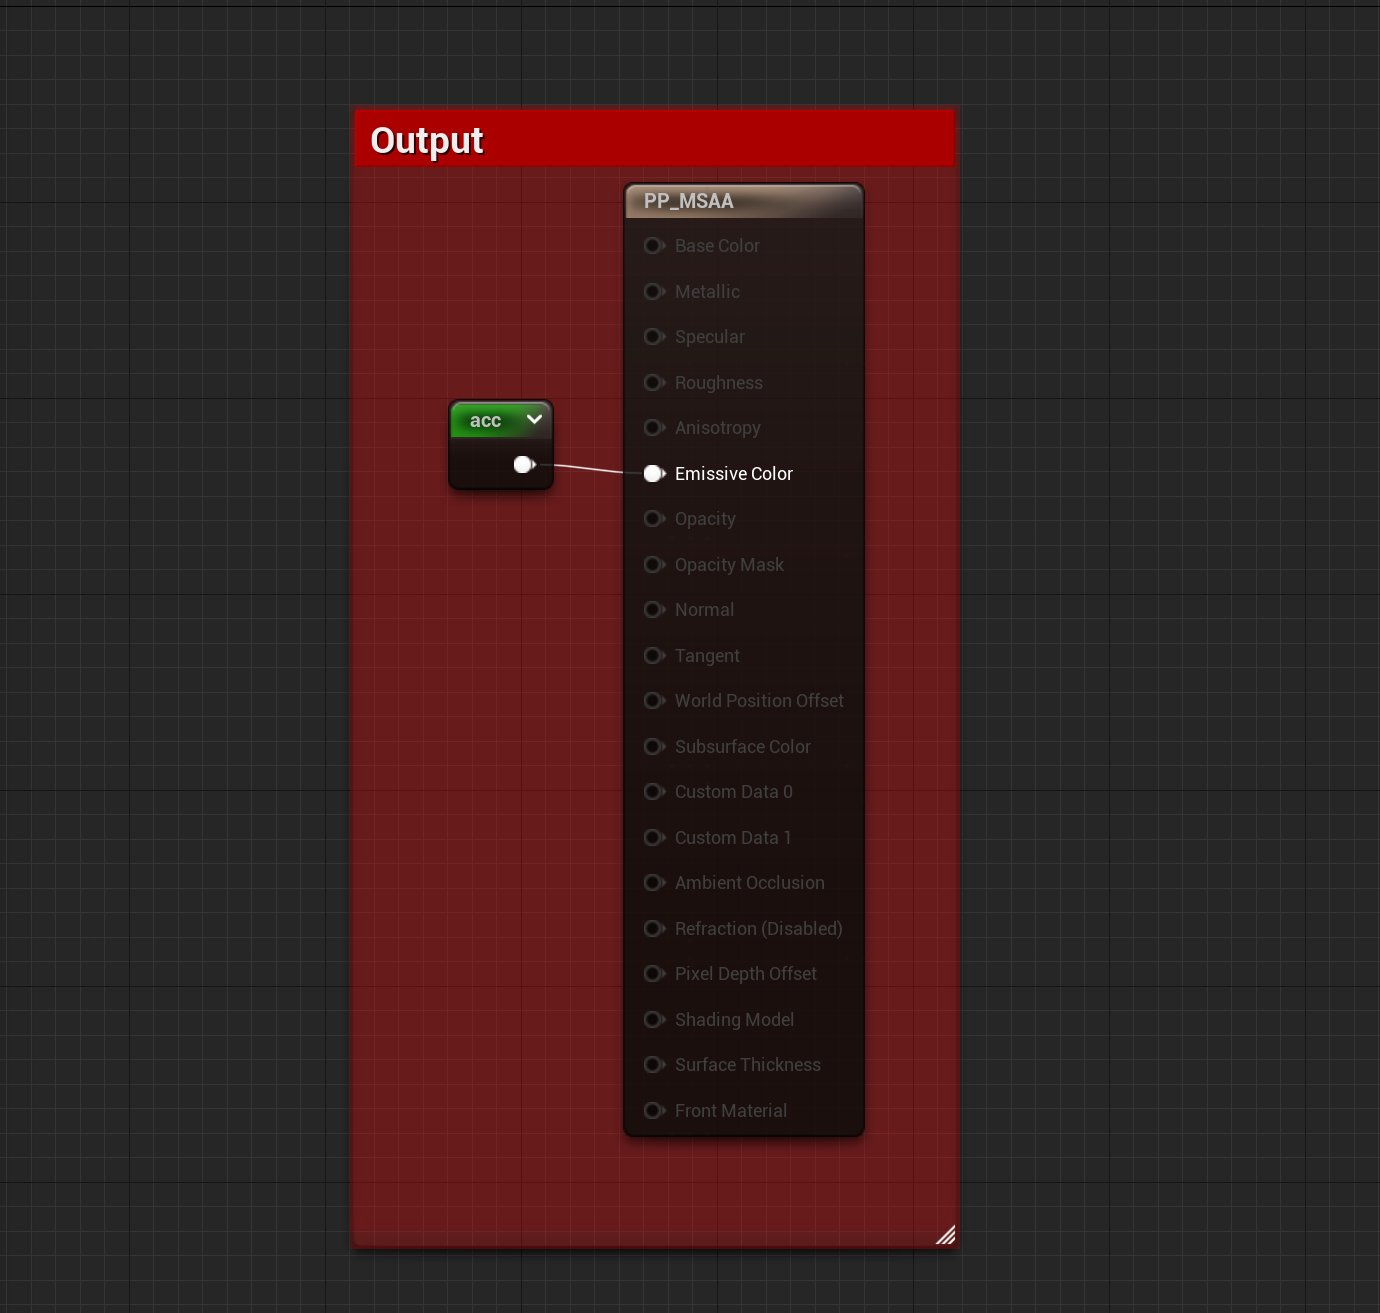 Output
PP_MSAA
Base Color
Metallic
Specular
Roughness
acc
Anisotropy
Emissive Color
Opacity
Opacity Mask
Normal
Tangent
World Position Offset
Subsurface Color
Custom Data 0
Custom Data 1
Ambient Occlusion
Refraction (Disabled)
Pixel Depth Offset
Shading Model
Surface Thickness
Front Material